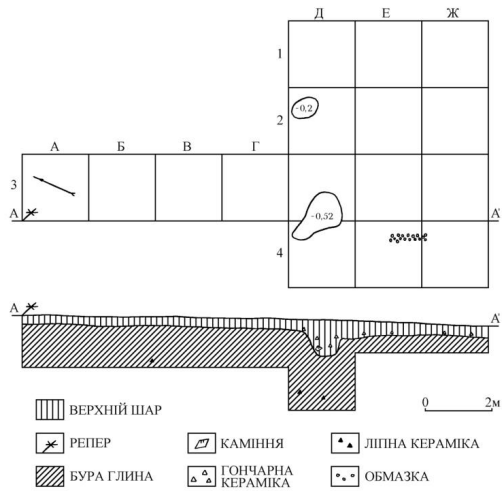 Д Е Ж
1
2 -0,2
А Б В Г
3
А -0,52 А'
4
А А'
ВЕРХНІЙ ШАР 0 2м
РЕПЕР КАМІННЯ ЛІПНА КЕРАМІКА
БУРА ГЛИНА ГОНЧАРНА КЕРАМІКА ОБМАЗКА